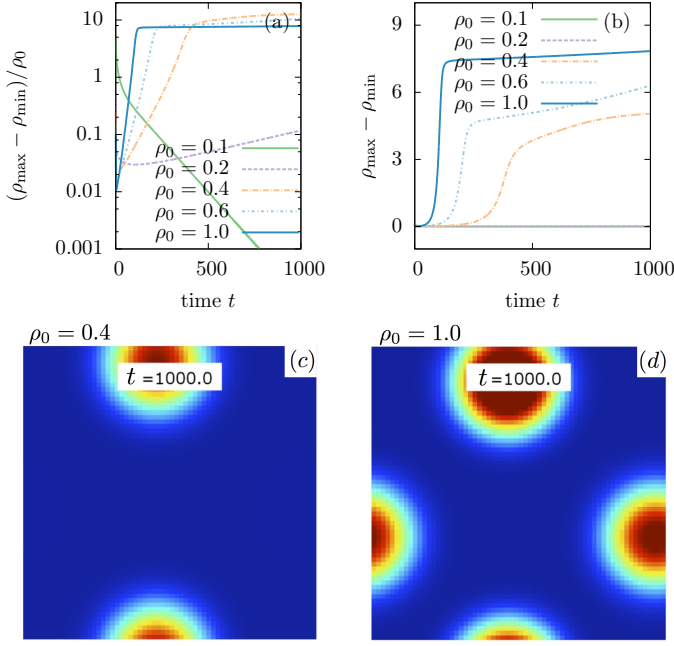 (a)
(ρmax − ρmin)/ρ0
10
1
0.1
0.01
0.001
ρ0 = 0.1
ρ0 = 0.2
ρ0 = 0.4
ρ0 = 0.6
ρ0 = 1.0
0
500
1000
time t
(b)
ρmax − ρmin
9
6
3
0
ρ0 = 0.1
ρ0 = 0.2
ρ0 = 0.4
ρ0 = 0.6
ρ0 = 1.0
0
500
1000
time t
ρ0 = 0.4
(c)
t =1000.0
ρ0 = 1.0
(d)
t =1000.0